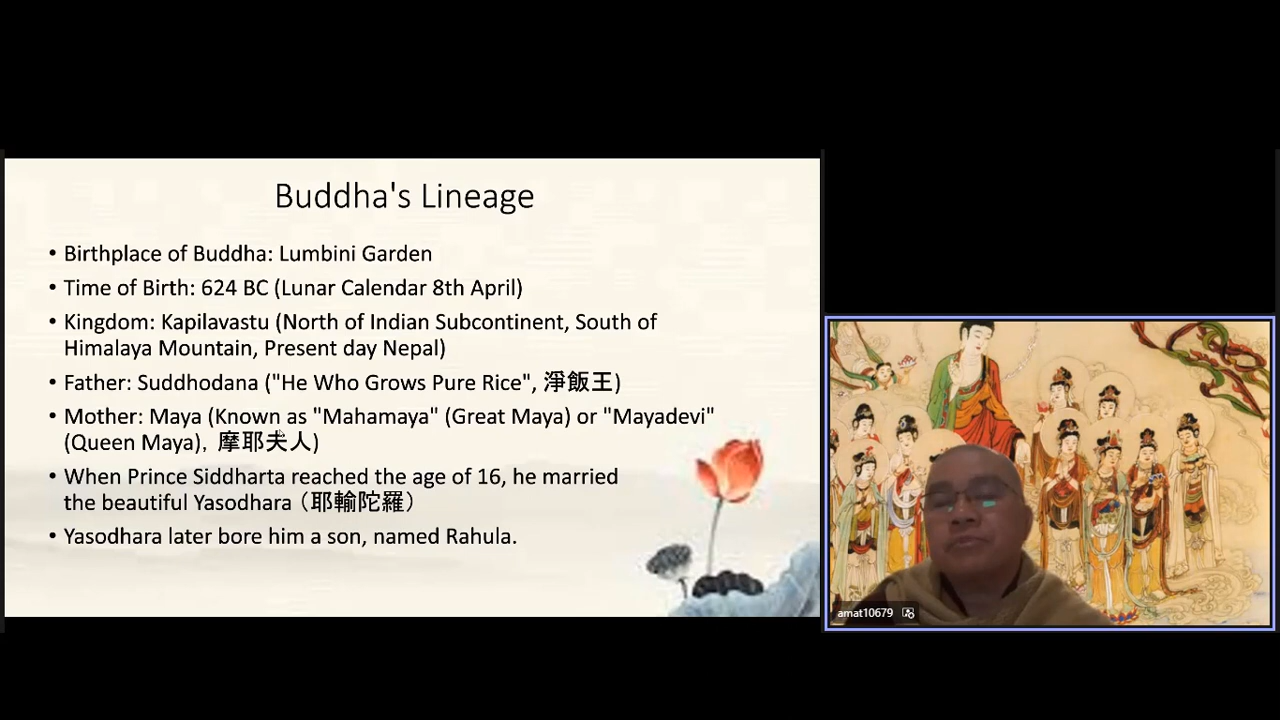 Buddha's Lineage
• Birthplace of Buddha: Lumbini Garden
• Time of Birth: 624 BC (Lunar Calendar 8th April)
• Kingdom: Kapilavastu (North of Indian Subcontinent, South of
Himalaya Mountain, Present day Nepal)
• Father: Suddhodana ("He Who Grows Pure Rice", 淨飯王)
• Mother: Maya (Known as "Mahamaya" (Great Maya) or "Mayadevi"
(Queen Maya), 摩耶夫人)
• When Prince Siddharta reached the age of 16, he married
the beautiful Yasodhara（耶輸陀羅）
• Yasodhara later bore him a son, named Rahula.
amat10679